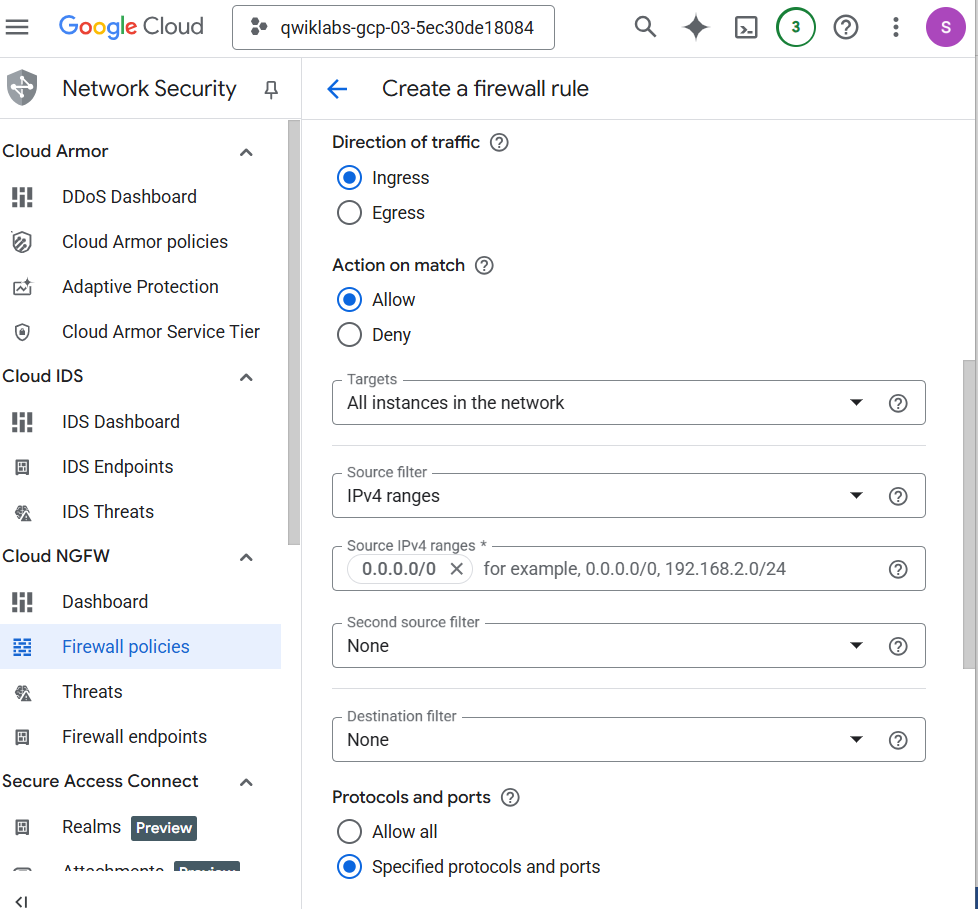 Google Cloud
qwiklabs-gcp-03-5ec30de18084
3
S
Network Security
Create a firewall rule
Cloud Armor
DDoS Dashboard
Cloud Armor policies
Adaptive Protection
Cloud Armor Service Tier
Cloud IDS
IDS Dashboard
IDS Endpoints
IDS Threats
Cloud NGFW
Dashboard
Firewall policies
Threats
Firewall endpoints
Secure Access Connect
Realms Preview
Attachments Preview
Direction of traffic
Ingress
Egress
Action on match
Allow
Deny
Targets
All instances in the network
Source filter
IPv4 ranges
Source IPv4 ranges *
0.0.0.0/0 for example, 0.0.0.0/0, 192.168.2.0/24
Second source filter
None
Destination filter
None
Protocols and ports
Allow all
Specified protocols and ports